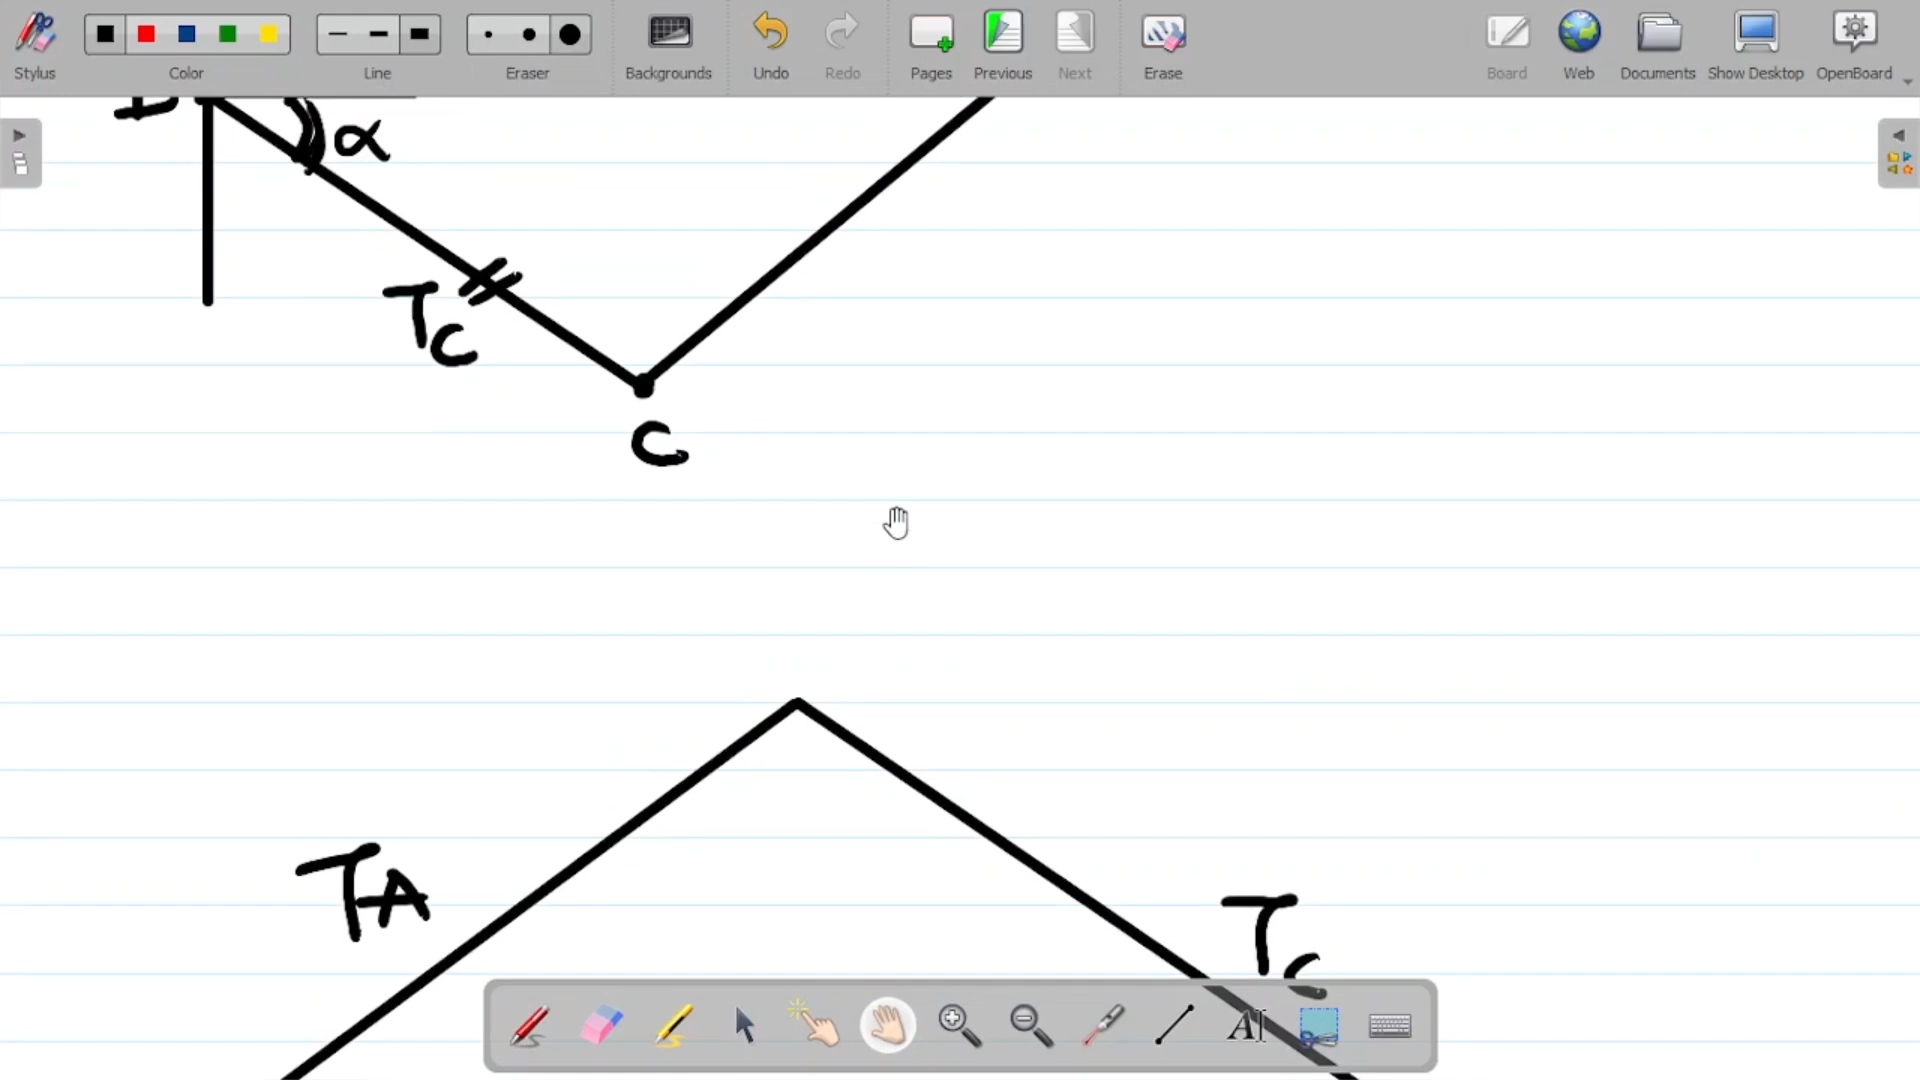 Stylus Color Line Eraser Backgrounds Undo Redo Pages Previous Next Erase Board Web Documents Show Desktop OpenBoard
α
Tc
C
TA
Tc
A